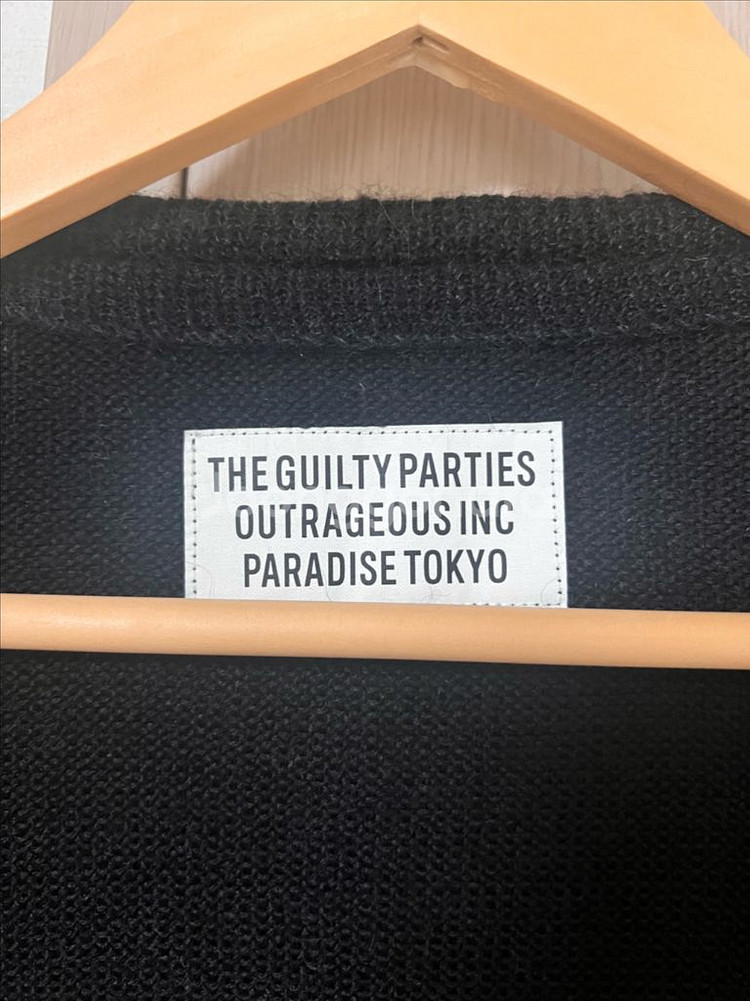 THE GUILTY PARTIES
OUTRAGEOUS INC
PARADISE TOKYO